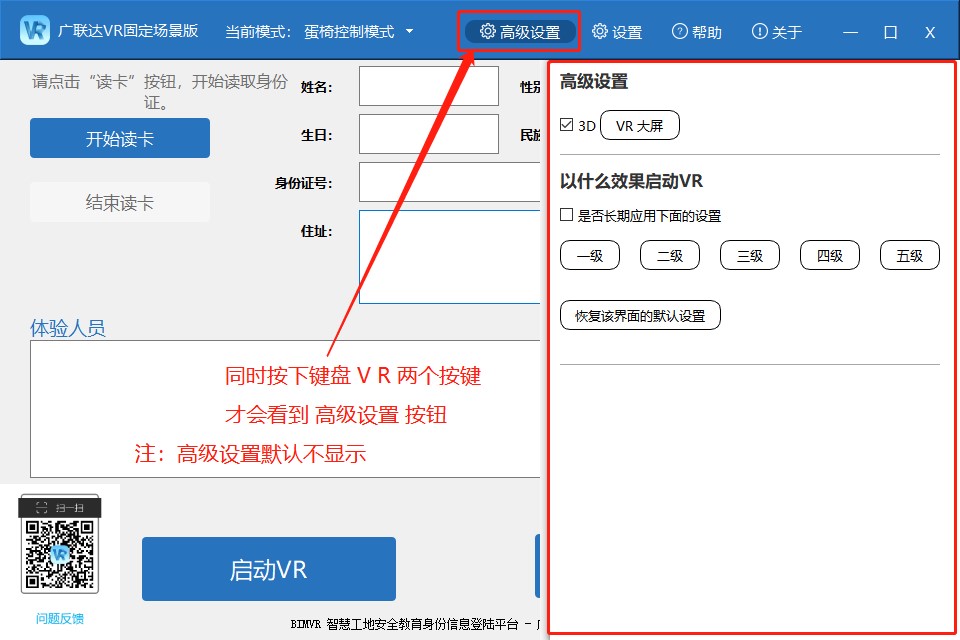 VR 广联达VR固定场景版 当前模式： 蛋椅控制模式 高级设置 设置 帮助 关于
请点击“读卡”按钮，开始读取身份
证。
开始读卡
结束读卡
姓名：
生日：
民族
身份证号：
住址：
高级设置
3D VR 大屏
以什么效果启动VR
是否长期应用下面的设置
一级 二级 三级 四级 五级
恢复该界面的默认设置
体验人员
同时按下键盘 V R 两个按键
才会看到 高级设置 按钮
注：高级设置默认不显示
扫一扫
VR
问题反馈
启动VR
BIMVR 智慧工地安全教育身份信息登陆平台 -